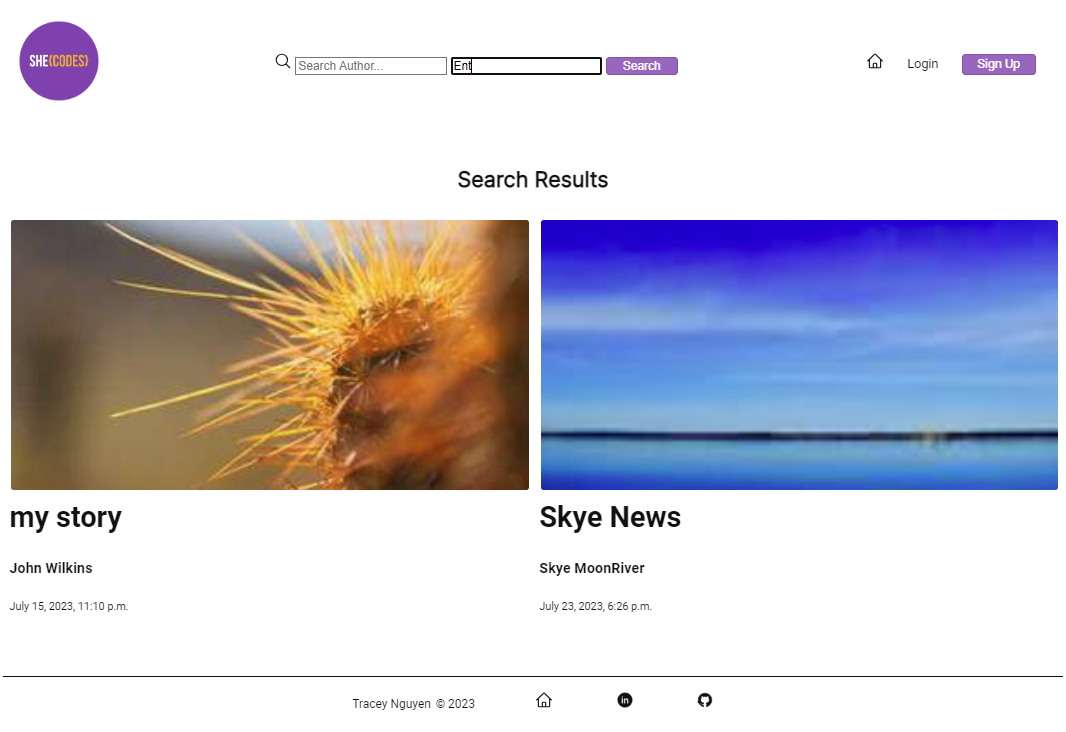 SHE{CODES}
Search Author...
Ent
Search
Login
Sign Up
Search Results
my story
John Wilkins
July 15, 2023, 11:10 p.m.
Skye News
Skye MoonRiver
July 23, 2023, 6:26 p.m.
Tracey Nguyen © 2023
in